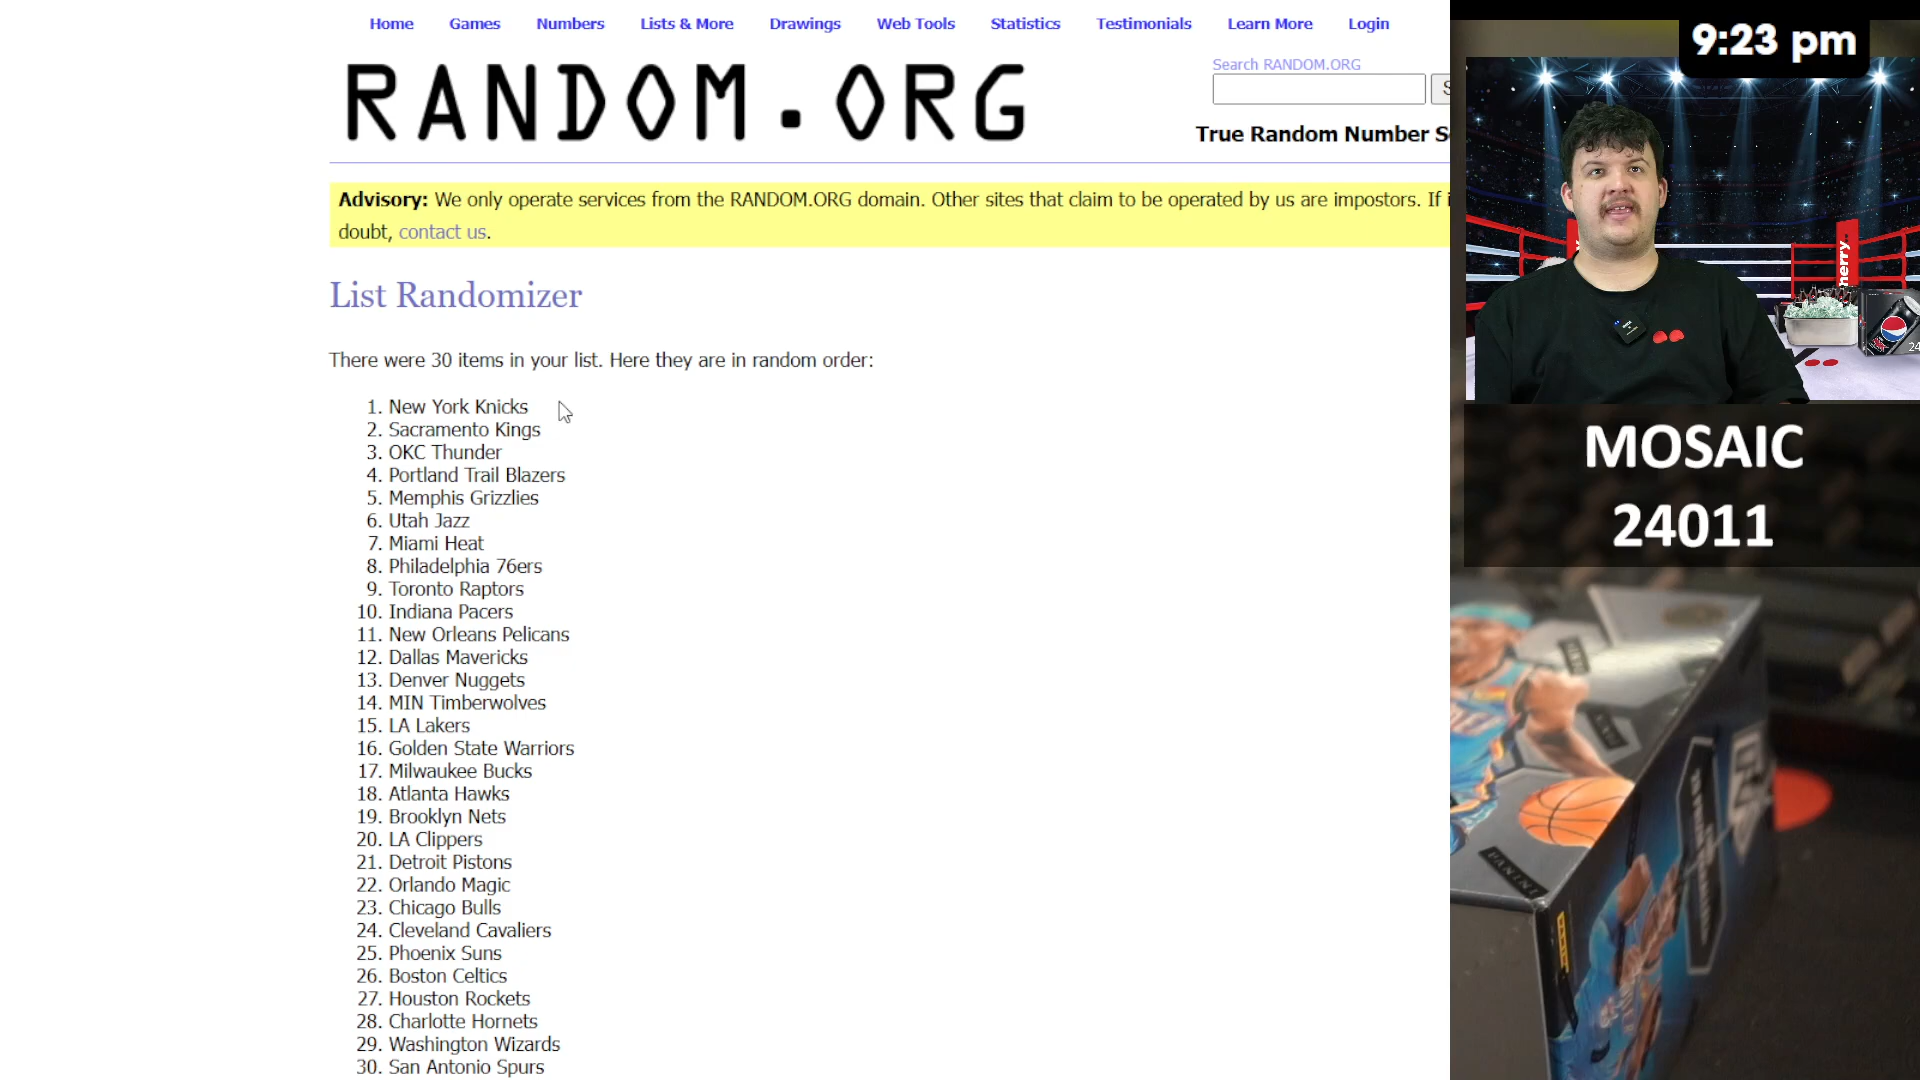 Home Games Numbers Lists & More Drawings Web Tools Statistics Testimonials Learn More Login
9:23 pm
RANDOM.ORG
Search RANDOM.ORG
True Random Number S
Advisory: We only operate services from the RANDOM.ORG domain. Other sites that claim to be operated by us are impostors. If i
doubt, contact us.
List Randomizer
There were 30 items in your list. Here they are in random order:
1. New York Knicks
2. Sacramento Kings
3. OKC Thunder
4. Portland Trail Blazers
5. Memphis Grizzlies
6. Utah Jazz
7. Miami Heat
8. Philadelphia 76ers
9. Toronto Raptors
10. Indiana Pacers
11. New Orleans Pelicans
12. Dallas Mavericks
13. Denver Nuggets
14. MIN Timberwolves
15. LA Lakers
16. Golden State Warriors
17. Milwaukee Bucks
18. Atlanta Hawks
19. Brooklyn Nets
20. LA Clippers
21. Detroit Pistons
22. Orlando Magic
23. Chicago Bulls
24. Cleveland Cavaliers
25. Phoenix Suns
26. Boston Celtics
27. Houston Rockets
28. Charlotte Hornets
29. Washington Wizards
30. San Antonio Spurs
herry
24
MOSAIC
24011
PANINI